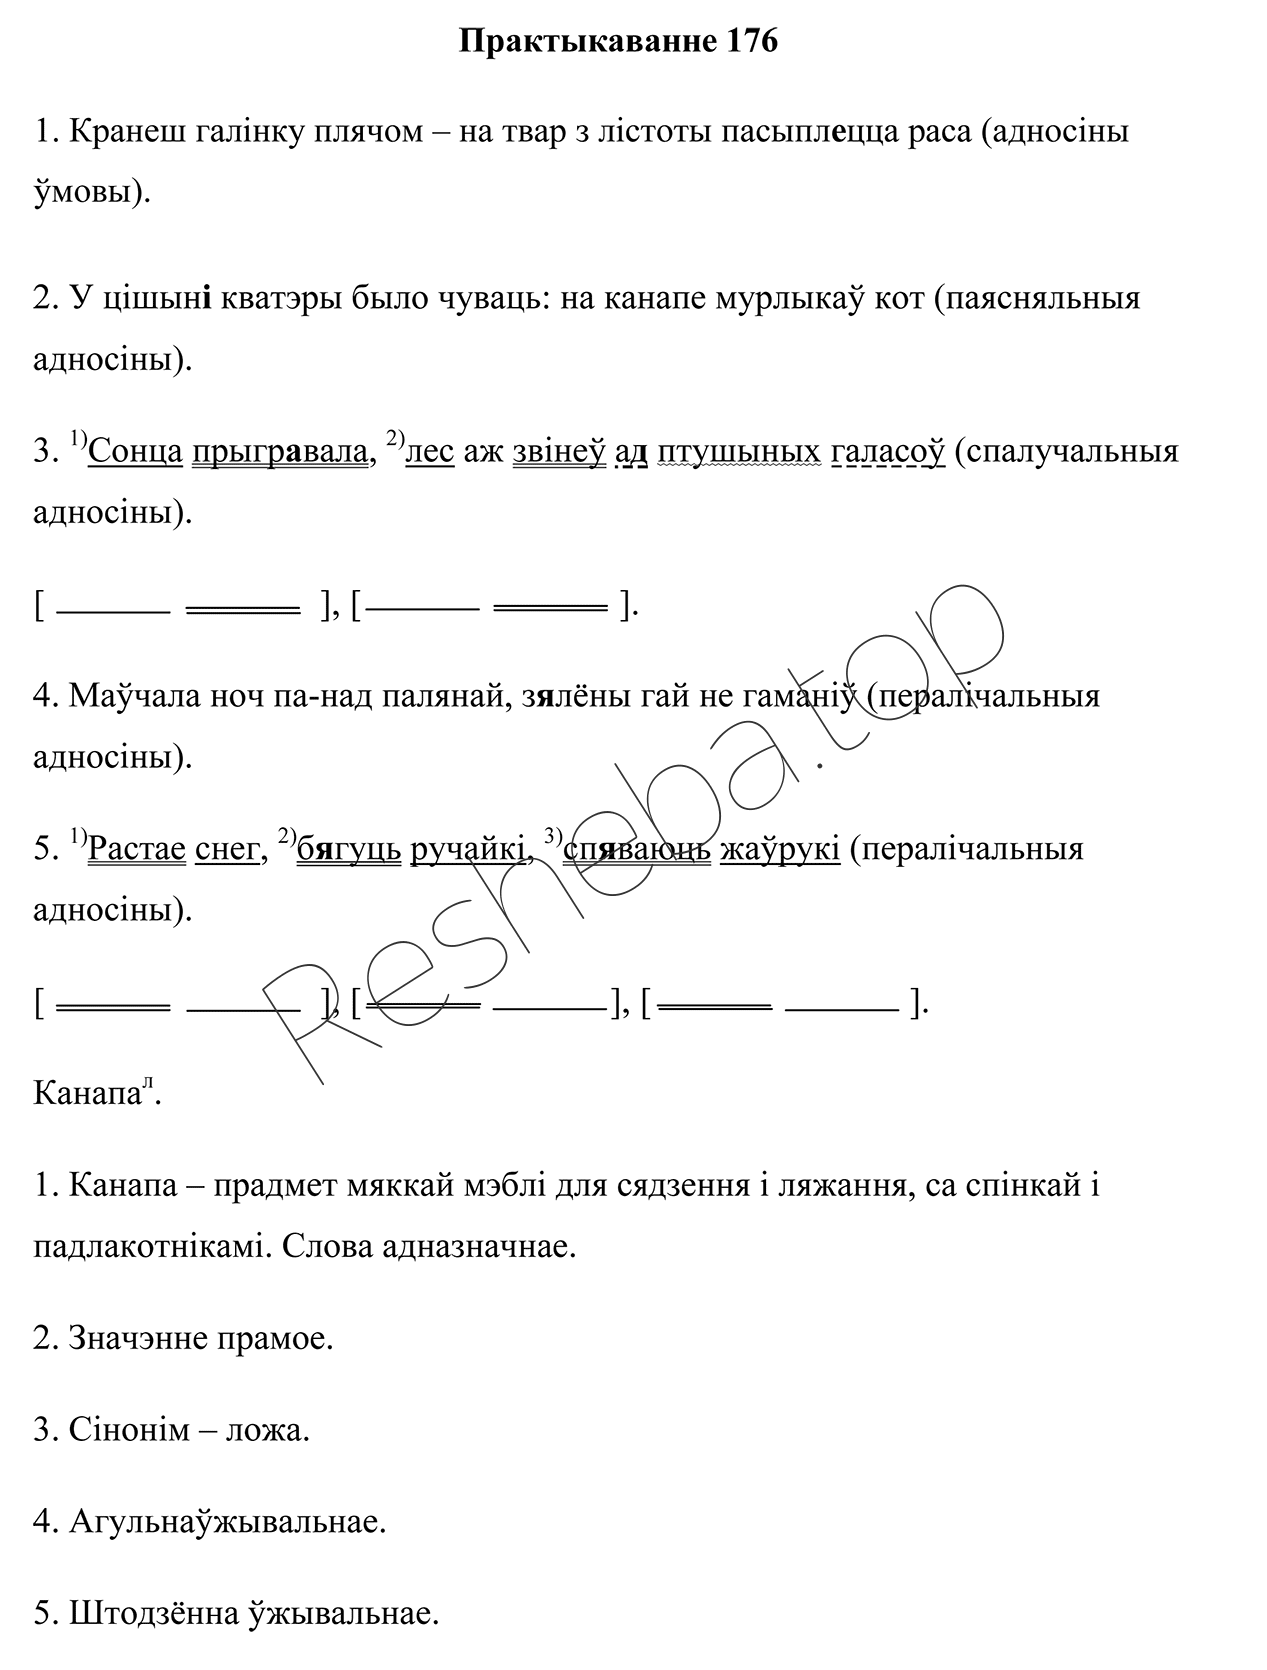 Практыкаванне 176
1. Кранеш галінку плячом – на твар з лістоты пасыплецца раса (адносіны
ўмовы).
2. У цішыні кватэры было чуваць: на канапе мурлыкаў кот (паясняльныя
адносіны).
3. 1)Сонца прыгравала, 2)лес аж звінеў ад птушыных галасоў (спалучальныя
адносіны).
[ ], [ ].
4. Маўчала ноч па-над палянай, зялёны гай не гаманіў (пералічальныя
адносіны).
5. 1)Растае снег, 2)бягуць ручайкі, 3)спяваюць жаўрукі (пералічальныя
адносіны).
[ ], [ ], [ ].
Канапаᴫ.
1. Канапа – прадмет мяккай мэблі для сядзення і ляжання, са спінкай і
падлакотнікамі. Слова адназначнае.
2. Значэнне прамое.
3. Сінонім – ложа.
4. Агульнаўжывальнае.
5. Штодзённа ўжывальнае.
Resheba.top